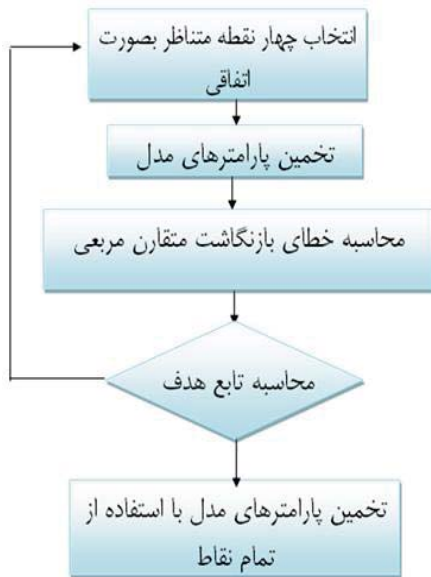 انتخاب چهار نقطه متناظر بصورت
اتفاقی
تخمین پارامترهای مدل
محاسبه خطای بازنگاشت متقارن مربعی
محاسبه تابع هدف
تخمین پارامترهای مدل با استفاده از
تمام نقاط